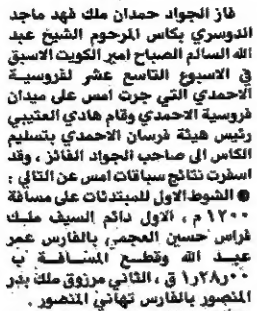 فاز الجواد حمدان ملك فهد ماجد
الدوسري بكاس المرحوم الشيخ عبد
الله السالم الصباح امير الكويت الاسبق
في الاسبوع التاسع عشر لفروسية
الاحمدي التي جرت امس على ميدان
فروسية الاحمدي وقام هادي العتيبي
رئيس هيئة فرسان الاحمدي بتسليم
الكاس الى صاحب الجواد الفائز ، وقد
اسفرت نتائج سباقات امس عن التالي :
● الشوط الاول للمبتدئات على مسافة
١٢٠٠ م ، الاول دائم السيف ملك
فراس حسين العجمي بالفارس عمر
عبد الله وقطع المسافة ب
٠٠ر١٫٢٨ ق ، الثاني مرزوق ملك بدر
المنصور بالفارس تهاني المنصور .